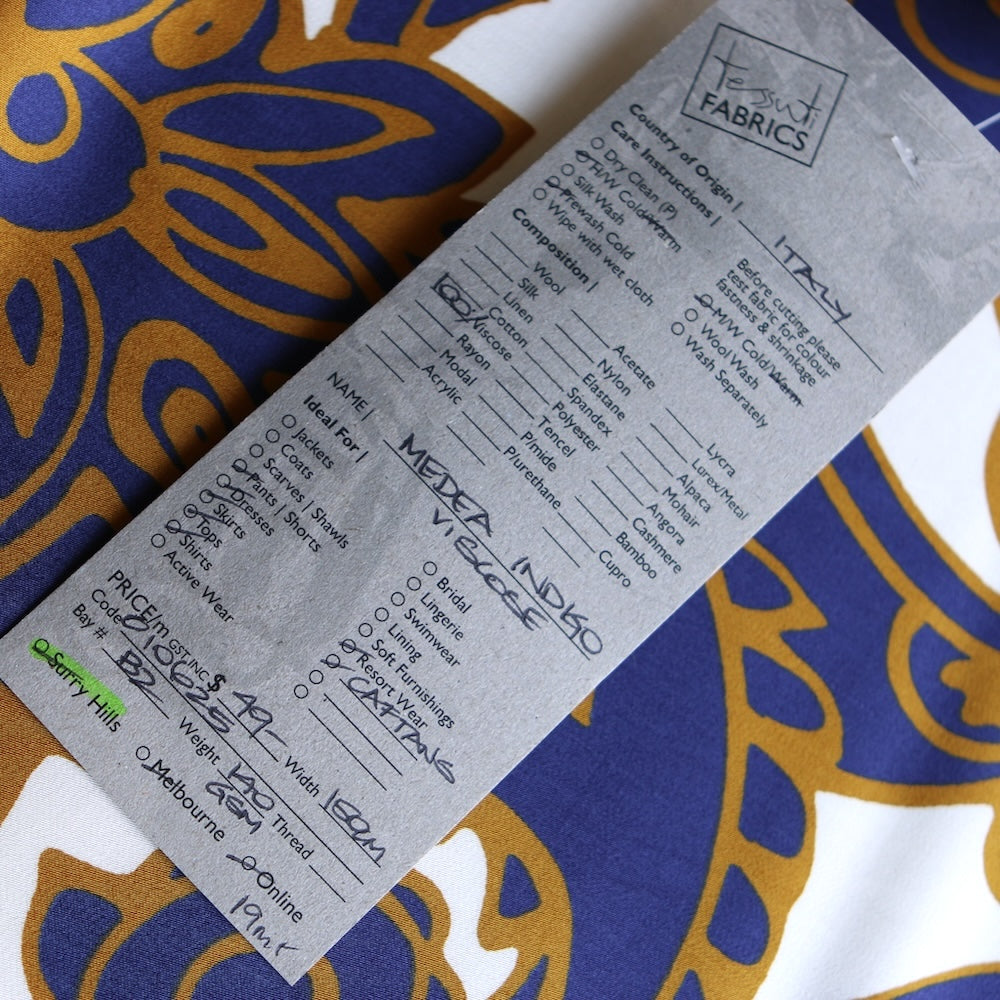 Tessuti
FABRICS
Country of Origin | ITALY
Care Instructions |
Dry Clean (P)
H/W Cold/Warm
Silk Wash
Prewash Cold
Wipe with wet cloth
Before cutting please
test fabric for colour
fastness & shrinkage
M/W Cold/Warm
Wool Wash
Wash Separately
Composition |
Wool
Silk
Linen
Cotton
100% Viscose
Rayon
Modal
Acrylic
Acetate
Nylon
Elastane
Spandex
Polyester
Tencel
P/mide
P/urethane
Lycra
Lurex/Metal
Alpaca
Mohair
Angora
Cashmere
Bamboo
Cupro
NAME | MEDEA INDIGO
VISCOSE
Ideal For |
Jackets
Coats
Scarves | Shawls
Pants | Shorts
Dresses
Skirts
Tops
Shirts
Active Wear
Bridal
Lingerie
Swimwear
Lining
Soft Furnishings
Resort Wear
CAFTANS
PRICE/m GST INC $ 49- Width 150M
Code 210625 Weight 140 GSM Thread
Bay # B2
Surry Hills Melbourne Online
19mt